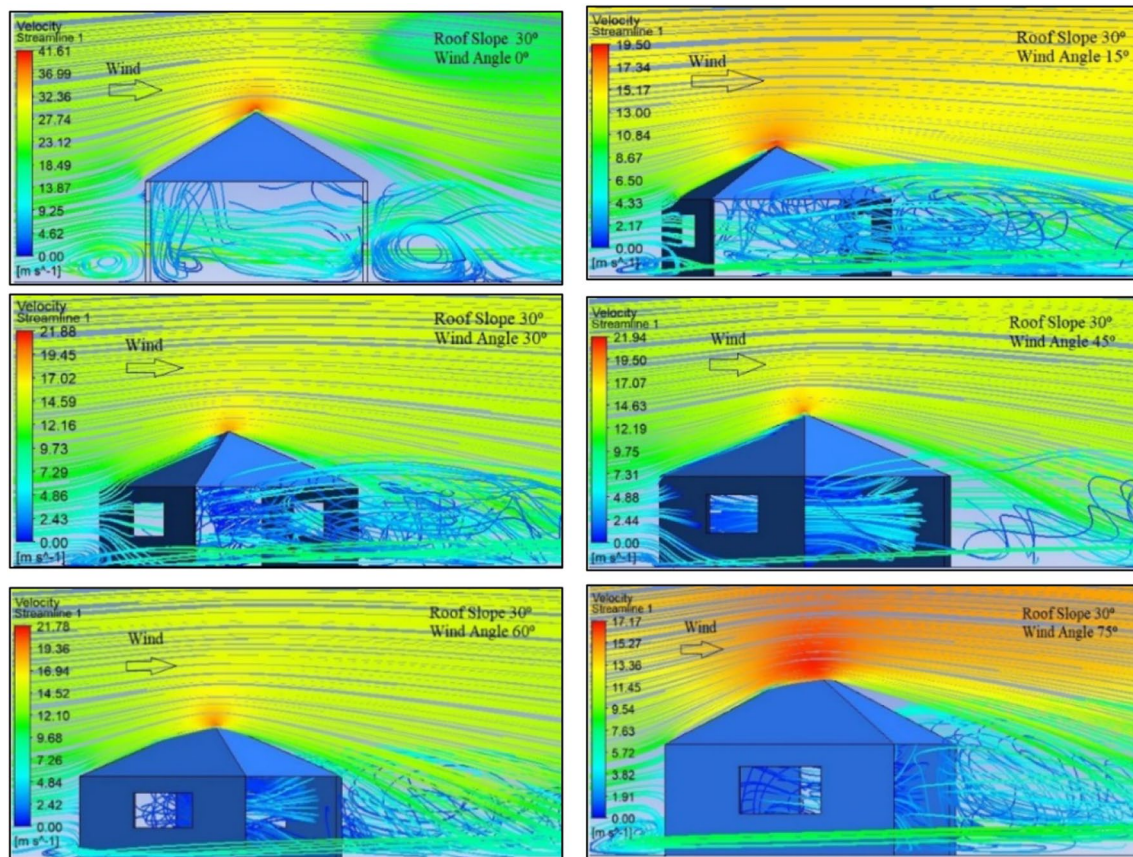 Velocity
Streamline 1
41.61
36.99
32.36
27.74
23.12
18.49
13.87
9.25
4.62
0.00
[m s^-1]
Wind
Roof Slope 30º
Wind Angle 0º
Velocity
Streamline 1
19.50
17.34
15.17
13.00
10.84
8.67
6.50
4.33
2.17
0.00
[m s^-1]
Wind
Roof Slope 30º
Wind Angle 15º
Velocity
Streamline 1
21.88
19.45
17.02
14.59
12.16
9.73
7.29
4.86
2.43
0.00
[m s^-1]
Wind
Roof Slope 30º
Wind Angle 30º
Velocity
Streamline 1
21.94
19.50
17.07
14.63
12.19
9.75
7.31
4.88
2.44
0.00
[m s^-1]
Wind
Roof Slope 30º
Wind Angle 45º
Velocity
Streamline 1
21.78
19.36
16.94
14.52
12.10
9.68
7.26
4.84
2.42
0.00
[m s^-1]
Wind
Roof Slope 30º
Wind Angle 60º
Velocity
Streamline 1
17.17
15.27
13.36
11.45
9.54
7.63
5.72
3.82
1.91
0.00
[m s^-1]
Wind
Roof Slope 30º
Wind Angle 75º